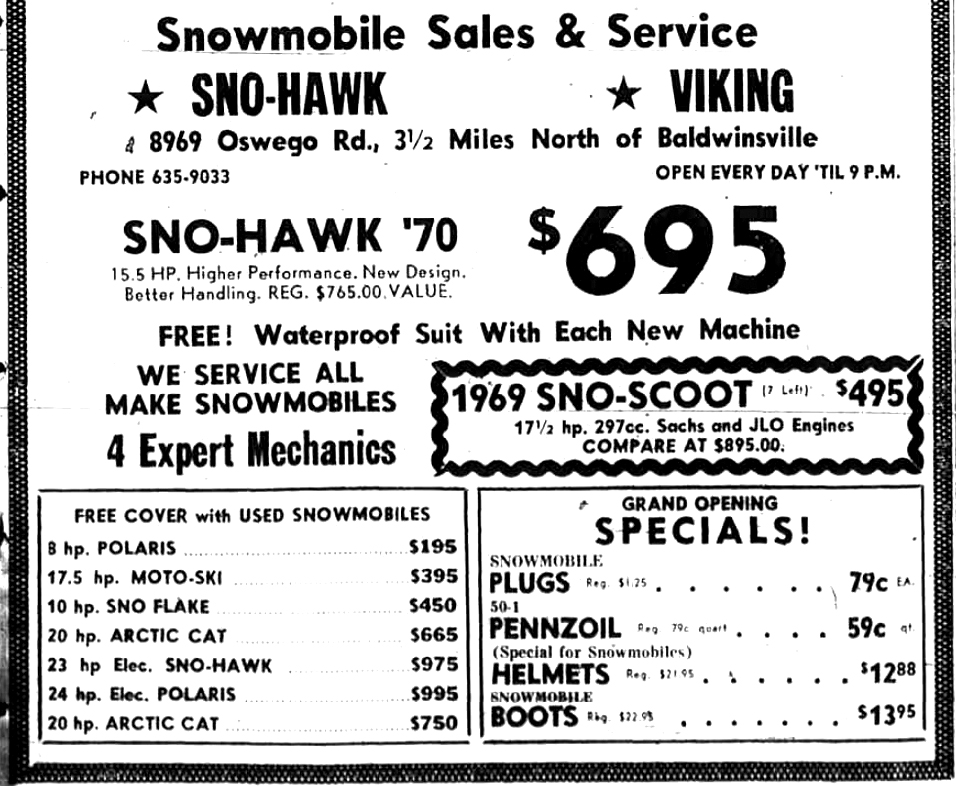 Snowmobile Sales & Service
★ SNO-HAWK ★ VIKING
8969 Oswego Rd., 3½ Miles North of Baldwinsville
PHONE 635-9033 OPEN EVERY DAY 'TIL 9 P.M.
SNO-HAWK '70 $695
15.5 HP. Higher Performance. New Design.
Better Handling. REG. $765.00 VALUE.
FREE! Waterproof Suit With Each New Machine
WE SERVICE ALL
MAKE SNOWMOBILES
4 Expert Mechanics
1969 SNO-SCOOT (7 Left) . $495
17½ hp. 297cc. Sachs and JLO Engines
COMPARE AT $895.00.
FREE COVER with USED SNOWMOBILES
8 hp. POLARIS $195
17.5 hp. MOTO-SKI $395
10 hp. SNO FLAKE $450
20 hp. ARCTIC CAT $665
23 hp Elec. SNO-HAWK $975
24 hp. Elec. POLARIS $995
20 hp. ARCTIC CAT $750
GRAND OPENING
SPECIALS!
SNOWMOBILE
PLUGS Reg. $1.25 . . . . . . 79c EA.
50-1
PENNZOIL Reg 79c quart . . . . 59c qt.
(Special for Snowmobiles)
HELMETS Reg. $21.95 . . . . . . $12.88
SNOWMOBILE
BOOTS Reg. $22.95 . . . . . . . $13.95